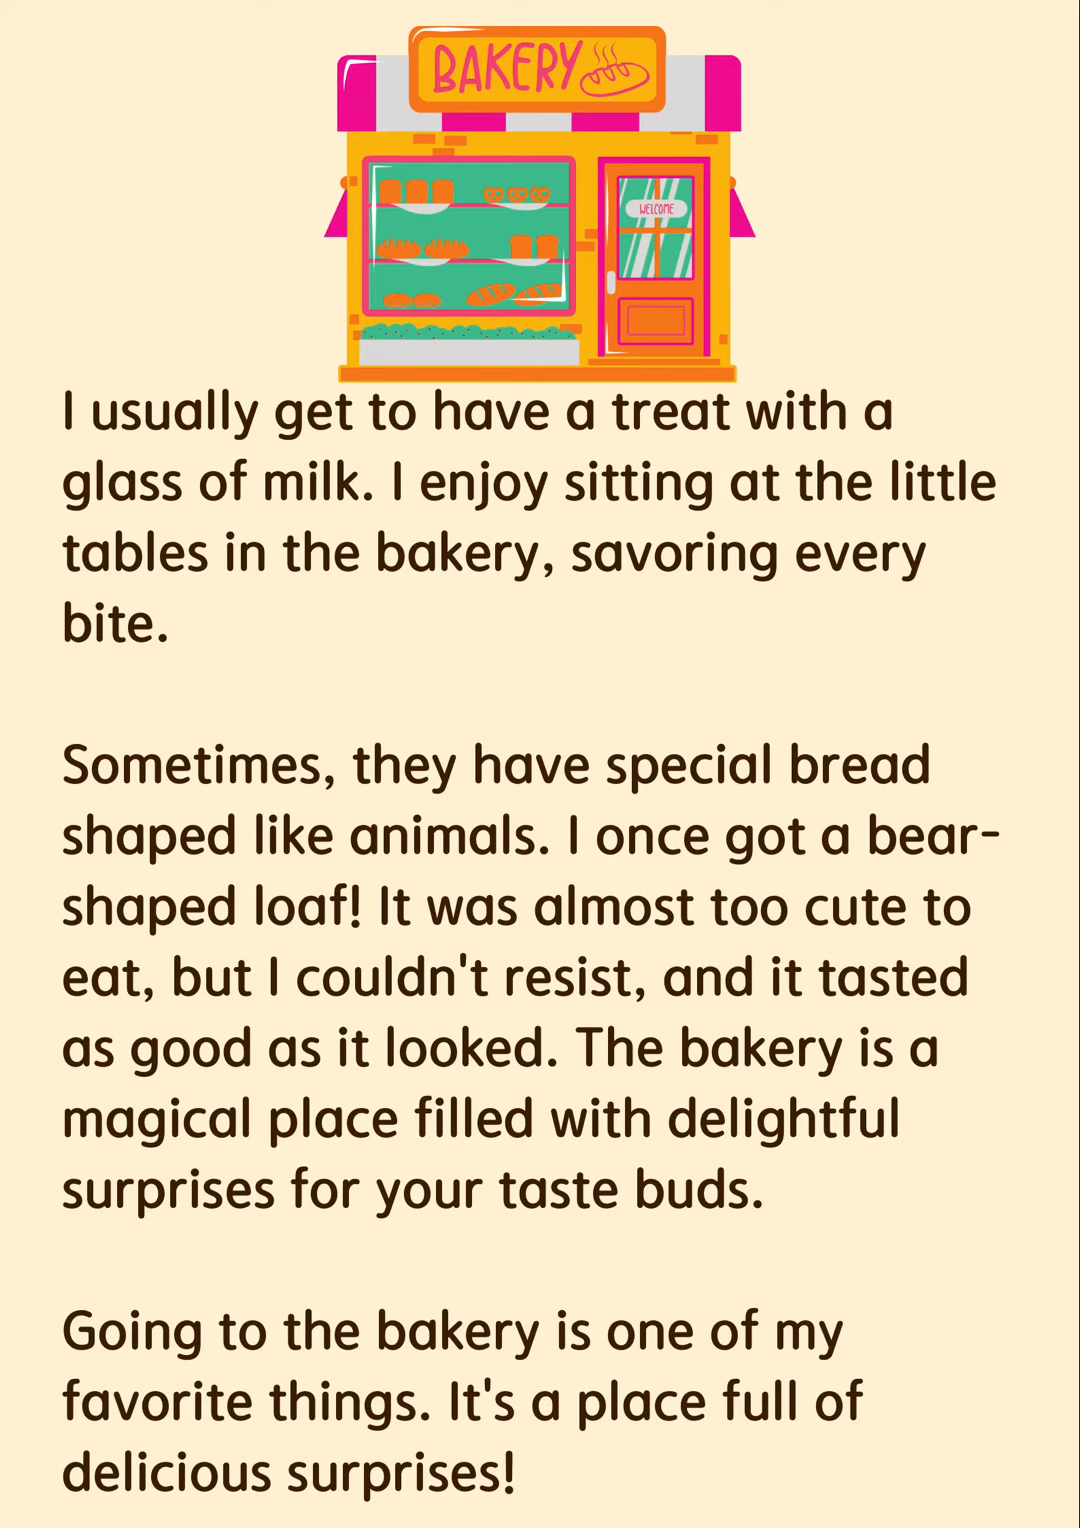 BAKERY
WELCOME
I usually get to have a treat with a
glass of milk. I enjoy sitting at the little
tables in the bakery, savoring every
bite.
Sometimes, they have special bread
shaped like animals. I once got a bear-
shaped loaf! It was almost too cute to
eat, but I couldn't resist, and it tasted
as good as it looked. The bakery is a
magical place filled with delightful
surprises for your taste buds.
Going to the bakery is one of my
favorite things. It's a place full of
delicious surprises!